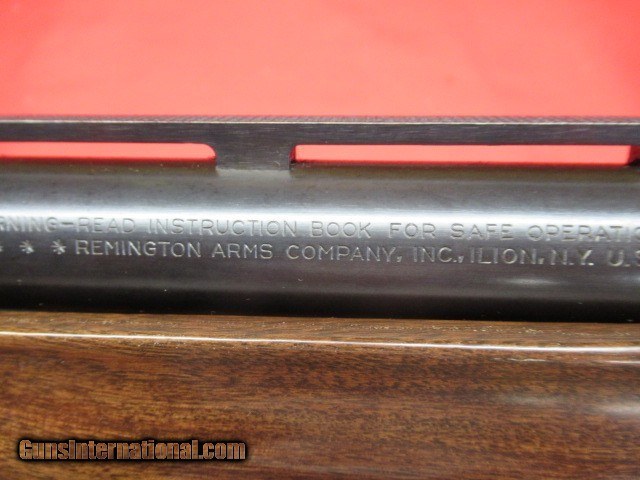 RNING-READ INSTRUCTION BOOK FOR SAFE OPERATIO
* * REMINGTON ARMS COMPANY, INC., ILION, N.Y. U.S
GunsInternational.com